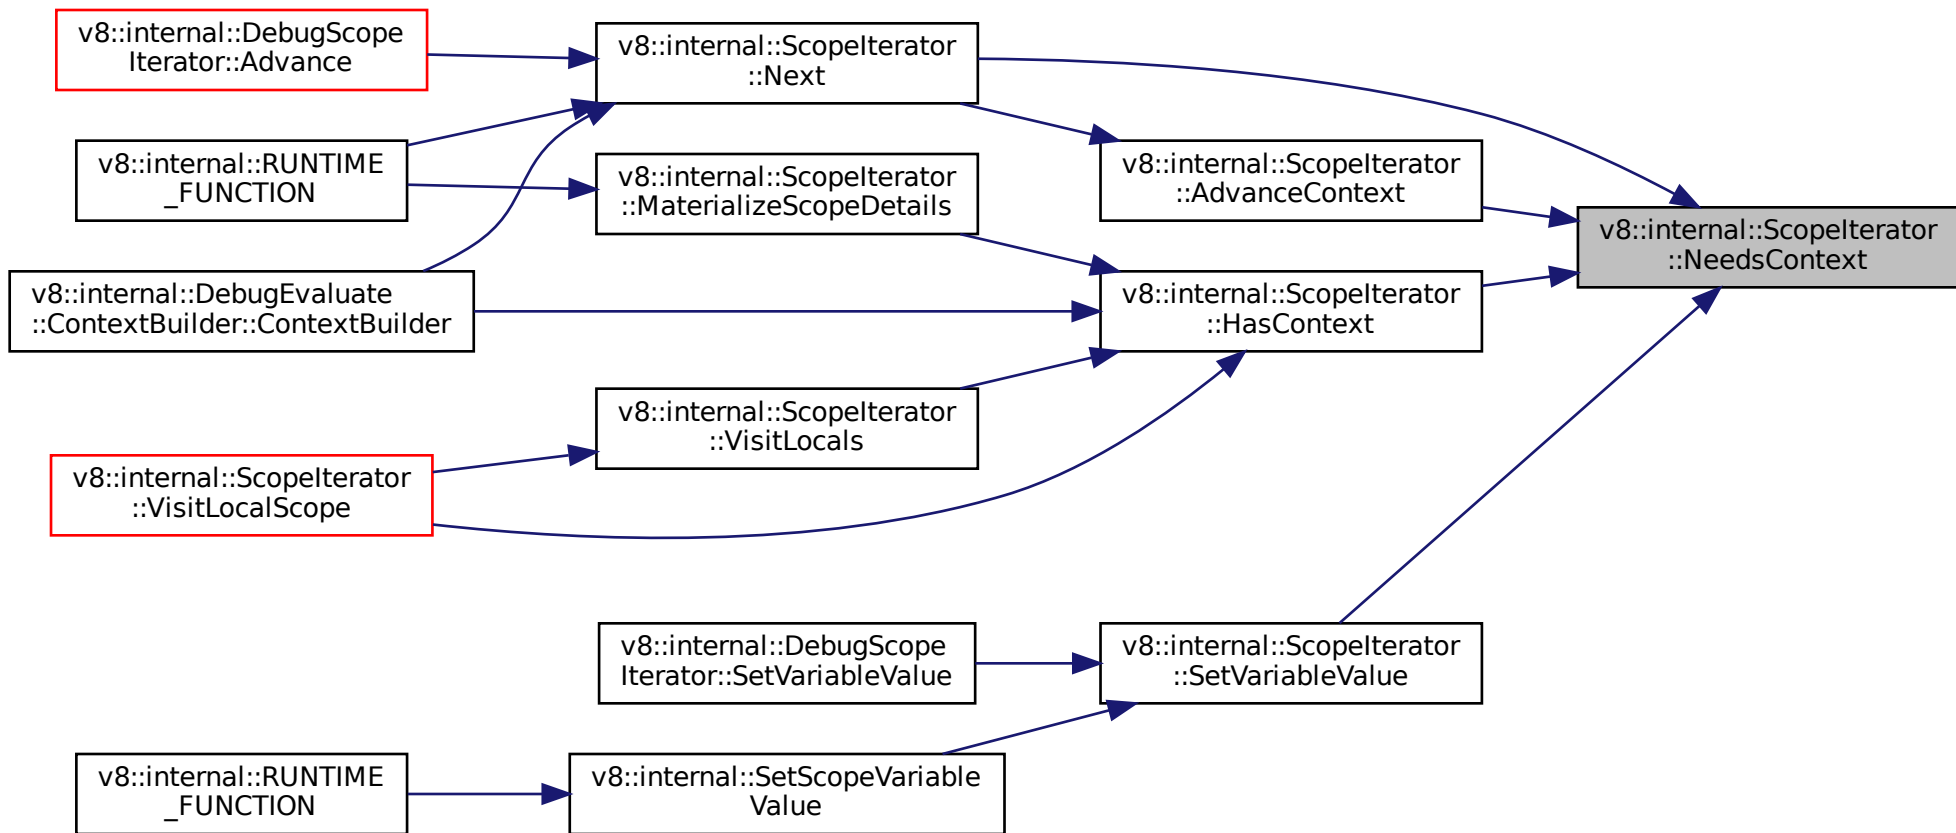 v8::internal::DebugScope
Iterator::Advance
v8::internal::ScopeIterator
::Next
v8::internal::RUNTIME
_FUNCTION
v8::internal::ScopeIterator
::MaterializeScopeDetails
v8::internal::ScopeIterator
::AdvanceContext
v8::internal::ScopeIterator
::NeedsContext
v8::internal::DebugEvaluate
::ContextBuilder::ContextBuilder
v8::internal::ScopeIterator
::HasContext
v8::internal::ScopeIterator
::VisitLocals
v8::internal::ScopeIterator
::VisitLocalScope
v8::internal::DebugScope
Iterator::SetVariableValue
v8::internal::ScopeIterator
::SetVariableValue
v8::internal::RUNTIME
_FUNCTION
v8::internal::SetScopeVariable
Value